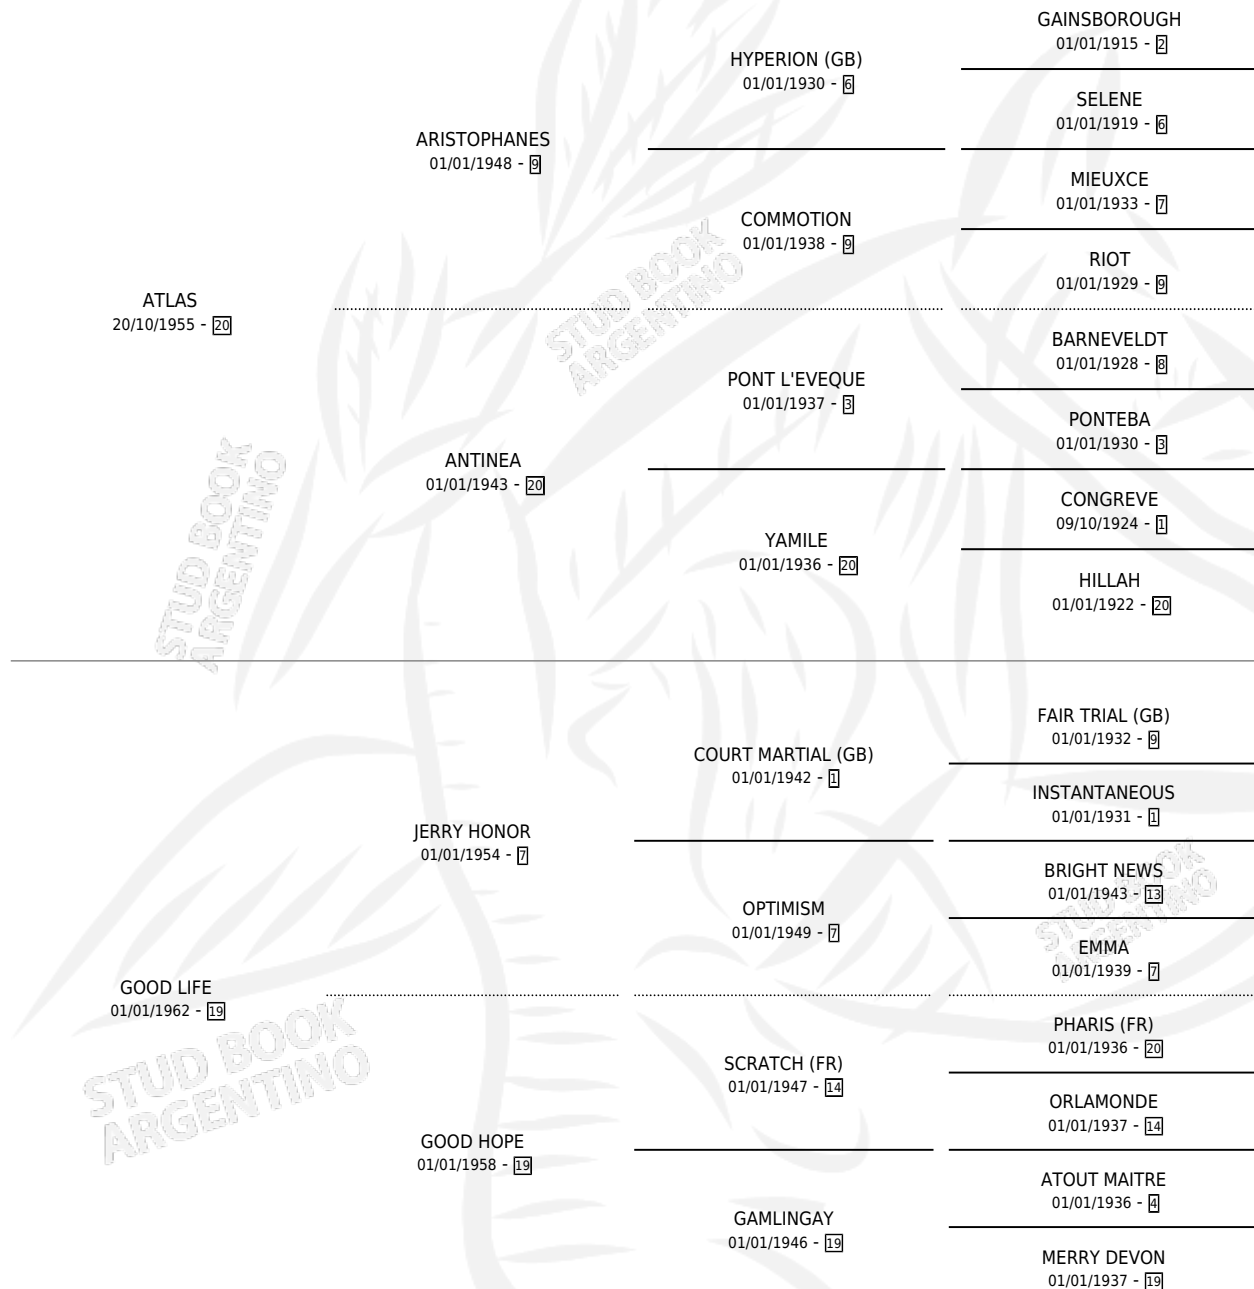 GAINSBOROUGH
01/01/1915 - 2
HYPERION (GB)
01/01/1930 - 6
SELENE
01/01/1919 - 6
ARISTOPHANES
01/01/1948 - 9
MIEUXCE
01/01/1933 - 7
COMMOTION
01/01/1938 - 9
RIOT
01/01/1929 - 9
ATLAS
20/10/1955 - 20
BARNEVELDT
01/01/1928 - 8
PONT L'EVEQUE
01/01/1937 - 3
PONTEBA
01/01/1930 - 3
ANTINEA
01/01/1943 - 20
CONGREVE
09/10/1924 - 1
YAMILE
01/01/1936 - 20
HILLAH
01/01/1922 - 20
FAIR TRIAL (GB)
01/01/1932 - 9
COURT MARTIAL (GB)
01/01/1942 - 1
INSTANTANEOUS
01/01/1931 - 1
JERRY HONOR
01/01/1954 - 7
BRIGHT NEWS
01/01/1943 - 13
OPTIMISM
01/01/1949 - 7
EMMA
01/01/1939 - 7
GOOD LIFE
01/01/1962 - 19
PHARIS (FR)
01/01/1936 - 20
SCRATCH (FR)
01/01/1947 - 14
ORLAMONDE
01/01/1937 - 14
GOOD HOPE
01/01/1958 - 19
ATOUT MAITRE
01/01/1936 - 4
GAMLINGAY
01/01/1946 - 19
MERRY DEVON
01/01/1937 - 19
STUD BOOK
ARGENTINO
STUD BOOK
ARGENTINO
STUD BOOK
ARGENTINO
STUD BOOK
ARGENTINO